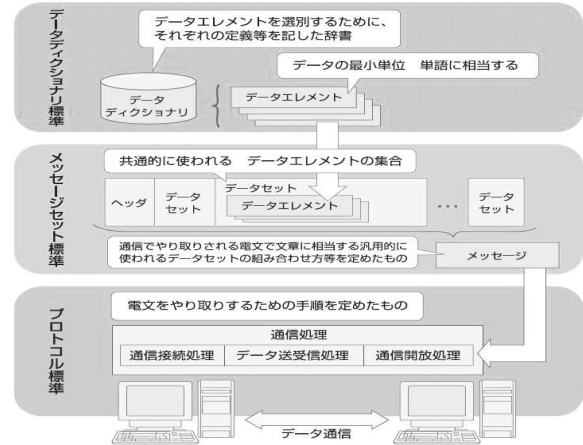 データディクショナリ標準
データエレメントを選別するために、
それぞれの定義等を記した辞書
データの最小単位　単語に相当する
データ
ディクショナリ
データエレメント
メッセージセット標準
共通的に使われる　データエレメントの集合
ヘッダ
データ
セット
データセット
データエレメント
・・・
データ
セット
通信でやり取りされる電文で文章に相当する汎用的に
使われるデータセットの組み合わせ方等を定めたもの
メッセージ
プロトコル標準
電文をやり取りするための手順を定めたもの
通信処理
通信接続処理
データ送受信処理
通信開放処理
データ通信